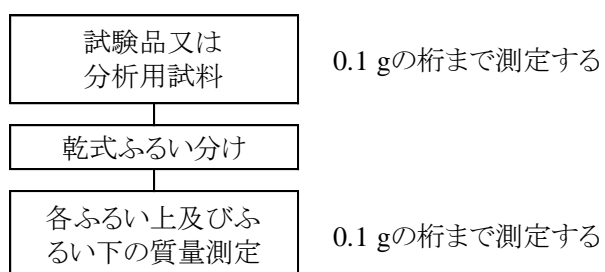 試験品又は
分析用試料
0.1 gの桁まで測定する
乾式ふるい分け
各ふるい上及びふ
るい下の質量測定
0.1 gの桁まで測定する